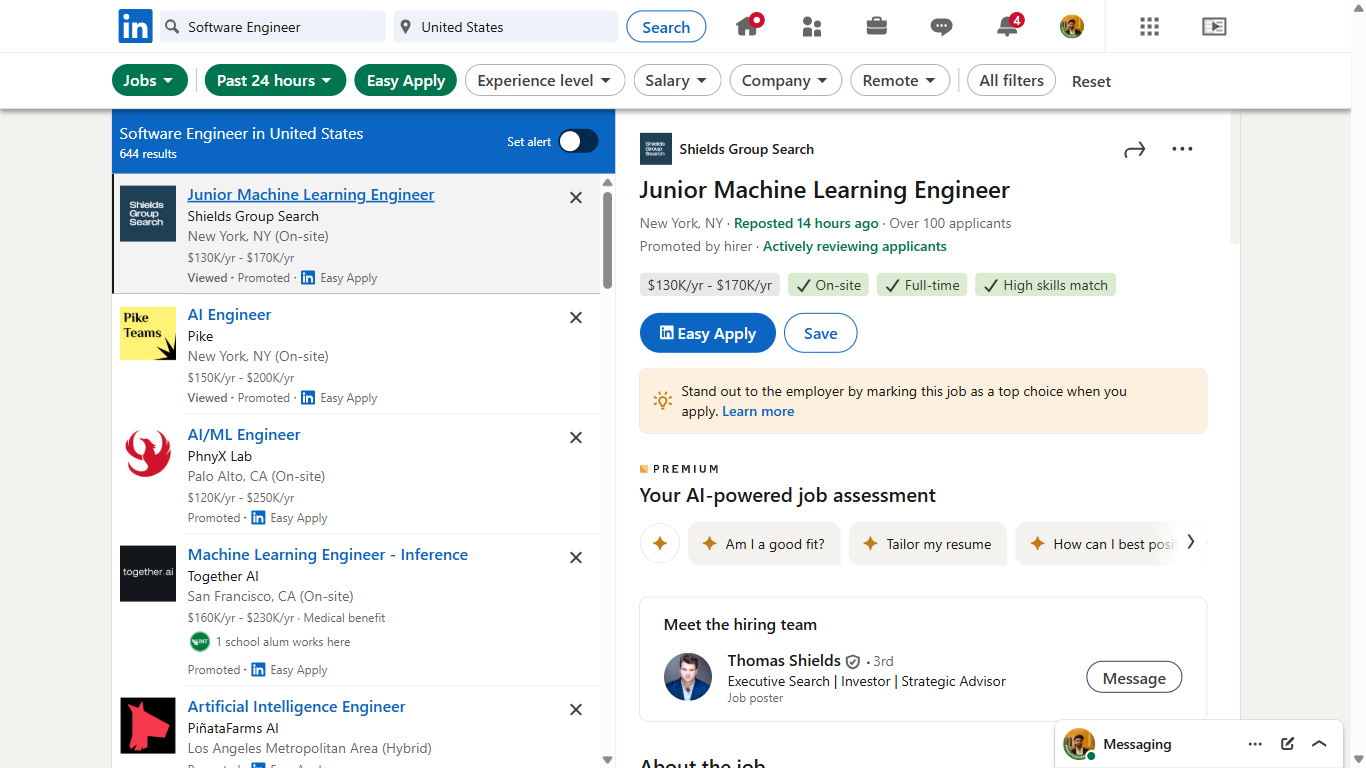 in
Software Engineer
United States
Search
4
Jobs
Past 24 hours
Easy Apply
Experience level
Salary
Company
Remote
All filters
Reset
Software Engineer in United States
644 results
Set alert
Shields
Group
Search
Junior Machine Learning Engineer
Shields Group Search
New York, NY (On-site)
$130K/yr - $170K/yr
Viewed · Promoted · in Easy Apply
Pike
Teams
AI Engineer
Pike
New York, NY (On-site)
$150K/yr - $200K/yr
Viewed · Promoted · in Easy Apply
AI/ML Engineer
PhnyX Lab
Palo Alto, CA (On-site)
$120K/yr - $250K/yr
Promoted · in Easy Apply
together.ai
Machine Learning Engineer - Inference
Together AI
San Francisco, CA (On-site)
$160K/yr - $230K/yr · Medical benefit
UNT
1 school alum works here
Promoted · in Easy Apply
Artificial Intelligence Engineer
PiñataFarms AI
Los Angeles Metropolitan Area (Hybrid)
Shields
Group
Search
Shields Group Search
Junior Machine Learning Engineer
New York, NY · Reposted 14 hours ago · Over 100 applicants
Promoted by hirer · Actively reviewing applicants
$130K/yr - $170K/yr
On-site
Full-time
High skills match
in Easy Apply
Save
Stand out to the employer by marking this job as a top choice when you
apply. Learn more
PREMIUM
Your AI-powered job assessment
Am I a good fit?
Tailor my resume
How can I best posi
Meet the hiring team
Thomas Shields · 3rd
Executive Search | Investor | Strategic Advisor
Job poster
Message
About the job
Messaging